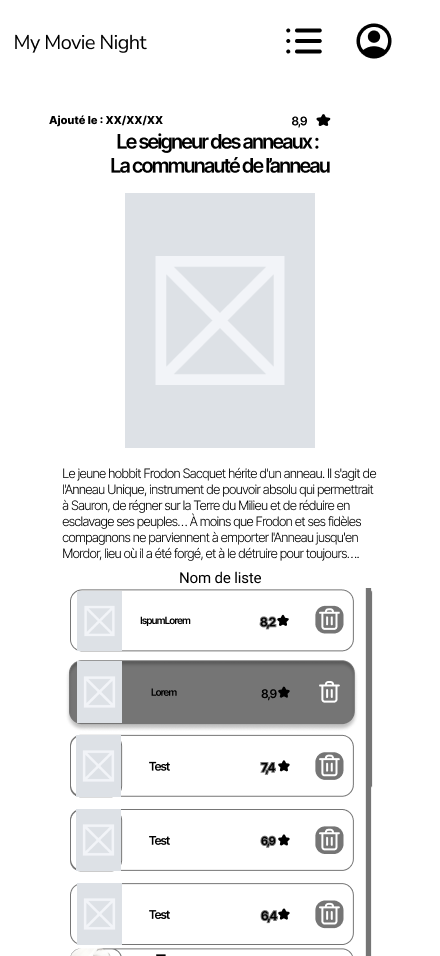 My Movie Night
Ajouté le : XX/XX/XX
8,9
Le seigneur des anneaux :
La communauté de l'anneau
Le jeune hobbit Frodon Sacquet hérite d'un anneau. Il s'agit de
l'Anneau Unique, instrument de pouvoir absolu qui permettrait
à Sauron, de régner sur la Terre du Milieu et de réduire en
esclavage ses peuples... À moins que Frodon et ses fidèles
compagnons ne parviennent à emporter l'Anneau jusqu'en
Mordor, lieu où il a été forgé, et à le détruire pour toujours....
Nom de liste
IspumLorem 8,2
Lorem 8,9
Test 7,4
Test 6,9
Test 6,4